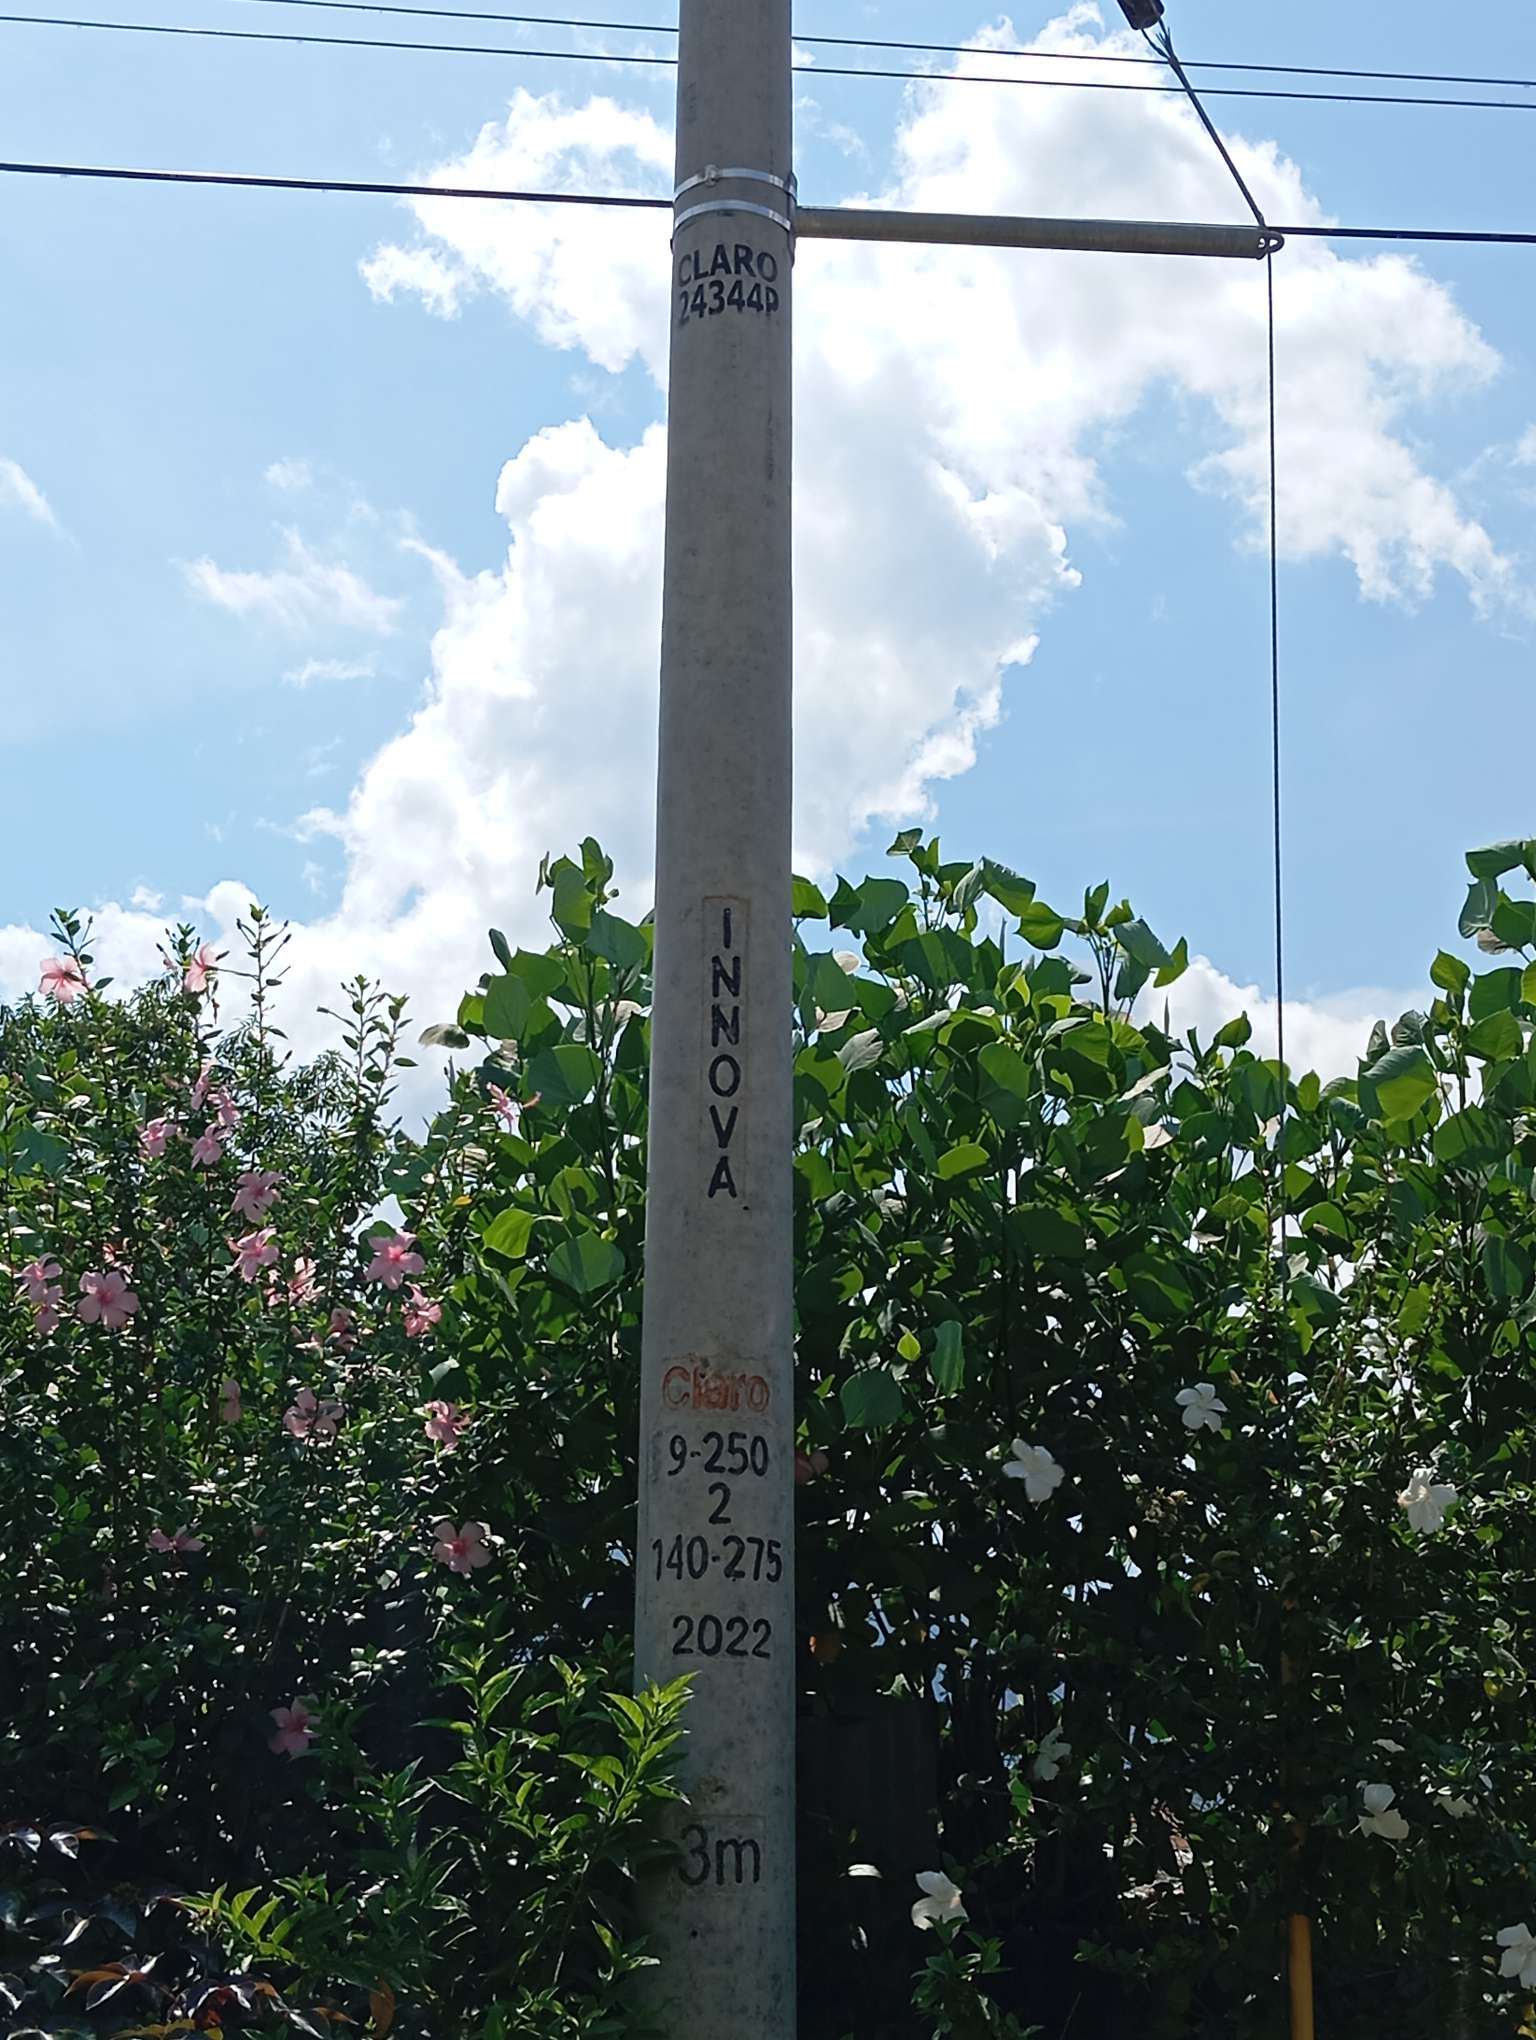 CLARO
24344P
INNOVA
Claro
9-250
2
140-275
2022
3m